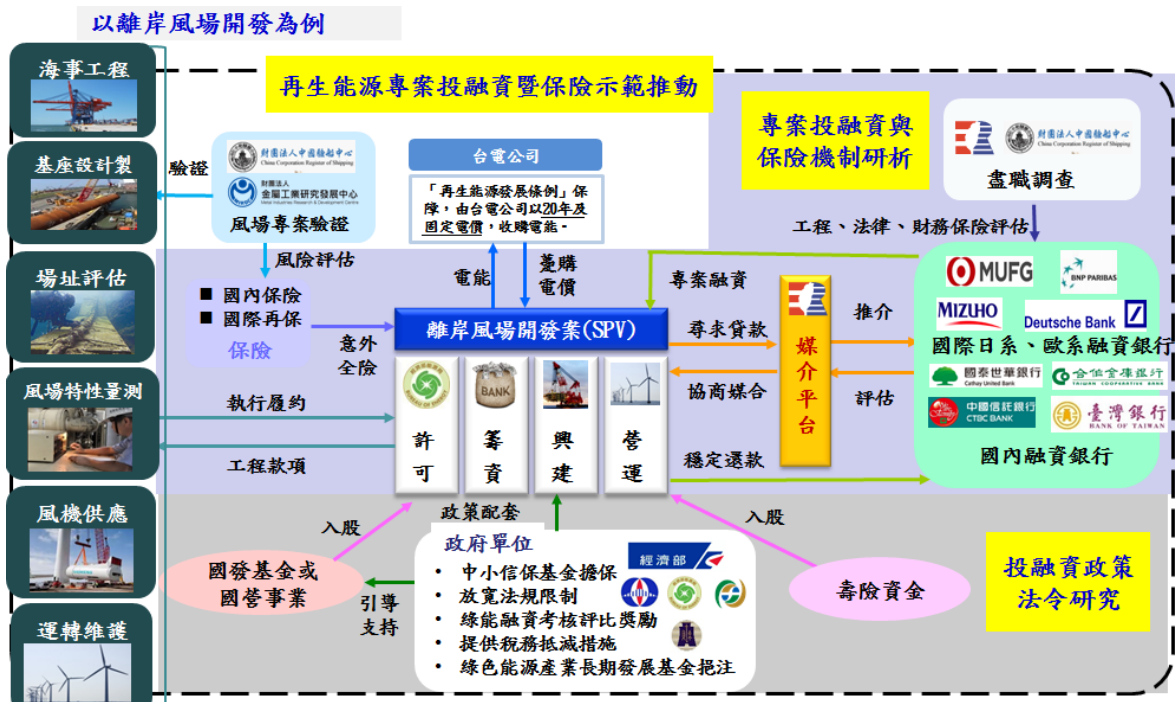 以離岸風場開發為例
海事工程
基座設計製
場址評估
風場特性量測
風機供應
運轉維護
再生能源專案投融資暨保險示範推動
專案投融資與
保險機制研析
財團法人中國驗船中心
China Corporation Register of Shipping
盡職調查
驗證
財團法人中國驗船中心
China Corporation Register of Shipping
財團法人
金屬工業研究發展中心
Metal Industries Research & Development Centre
風場專案驗證
台電公司
「再生能源發展條例」保
障，由台電公司以20年及
固定電價，收購電能。
工程、法律、財務保險評估
風險評估
電能
躉購
電價
專案融資
■ 國內保險
■ 國際再保
保險
意外
全險
離岸風場開發案(SPV)
尋求貸款
協商媒合
媒介平台
推介
評估
MUFG
BNP PARIBAS
MIZUHO
Deutsche Bank
國際日系、歐系融資銀行
國泰世華銀行
Cathay United Bank
合作金庫銀行
TAIWAN COOPERATIVE BANK
中國信託銀行
CTBC BANK
臺灣銀行
BANK OF TAIWAN
國內融資銀行
執行履約
工程款項
BANK
許可
籌資
興建
營運
穩定還款
入股
政策配套
入股
國發基金或
國營事業
引導
支持
政府單位
經濟部
• 中小信保基金擔保
• 放寬法規限制
• 綠能融資考核評比獎勵
• 提供稅務抵減措施
• 綠色能源產業長期發展基金挹注
壽險資金
投融資政策
法令研究